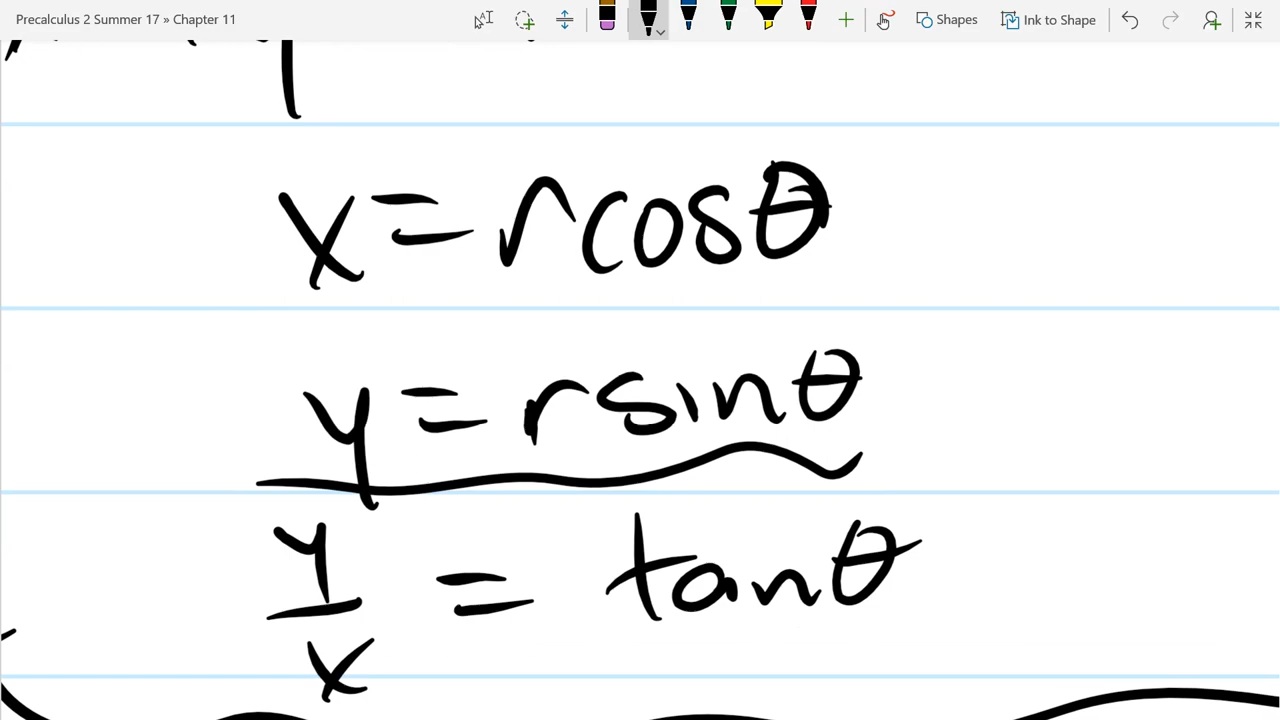 Precalculus 2 Summer 17 » Chapter 11
Shapes
Ink to Shape
x = rcosθ
y = rsinθ
y/x = tanθ